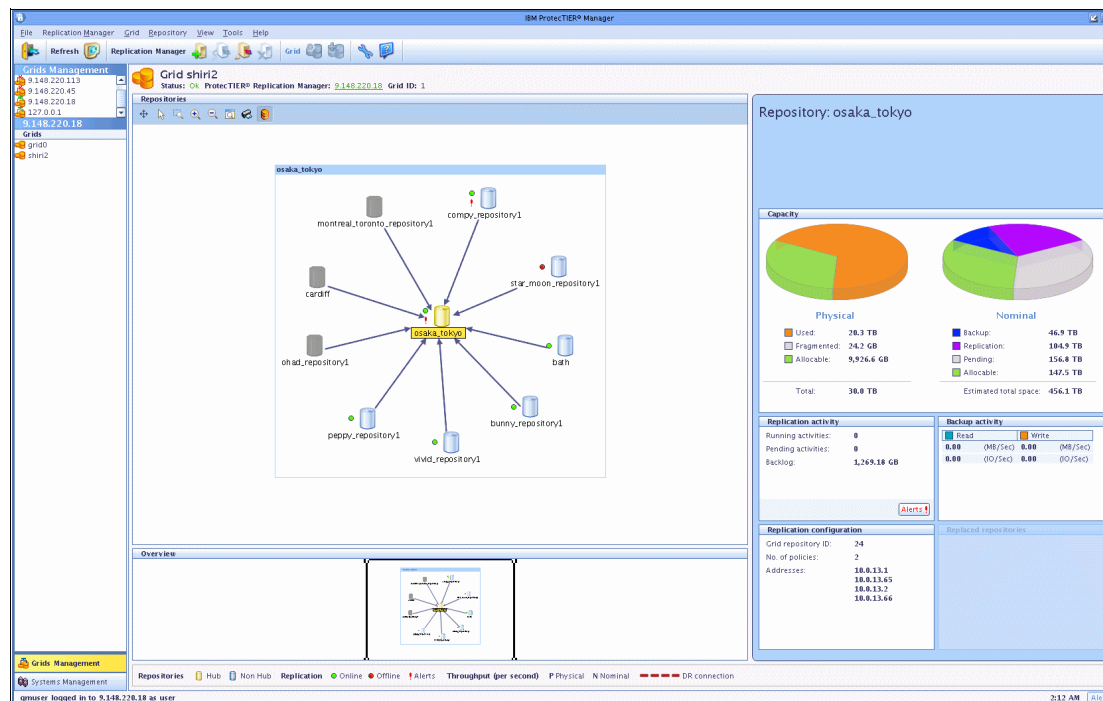 IBM ProtecTIER® Manager
File Replication Manager Grid Repository View Tools Help
Refresh Replication Manager Grid
Grids Management
9.148.220.113
9.148.220.45
9.148.220.18
127.0.0.1
9.148.220.18
Grids
grid0
shiri2
Grid shiri2
Status: Ok ProtecTIER® Replication Manager: 9.148.220.18 Grid ID: 1
Repositories
osaka_tokyo
montreal_toronto_repository1
compy_repository1
star_moon_repository1
cardiff
osaka_tokyo
ohad_repository1
bath
peppy_repository1
bunny_repository1
vivid_repository1
Overview
Repository: osaka_tokyo
Capacity
Physical
Used: 20.3 TB
Fragmented: 24.2 GB
Allocable: 9,926.6 GB
Total: 30.0 TB
Nominal
Backup: 46.9 TB
Replication: 104.9 TB
Pending: 156.8 TB
Allocable: 147.5 TB
Estimated total space: 456.1 TB
Replication activity
Running activities: 0
Pending activities: 0
Backlog: 1,269.18 GB
Alerts !
Backup activity
Read Write
0.00 (MB/Sec) 0.00 (MB/Sec)
0.00 (IO/Sec) 0.00 (IO/Sec)
Replication configuration
Grid repository ID: 24
No. of policies: 2
Addresses: 10.0.13.1
10.0.13.65
10.0.13.2
10.0.13.66
Replaced repositories
Grids Management
Systems Management
Repositories Hub Non Hub Replication Online Offline Alerts Throughput (per second) P Physical N Nominal DR connection
gmuser logged in to 9.148.220.18 as user
2:12 AM Ale